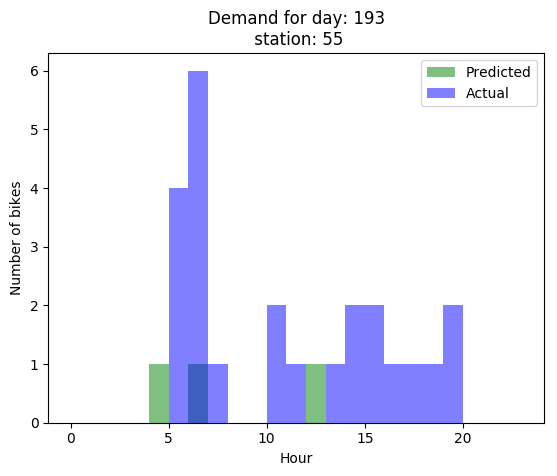 Demand for day: 193
station: 55
Predicted
Actual
Number of bikes
6
5
4
3
2
1
0
0
5
10
15
20
Hour